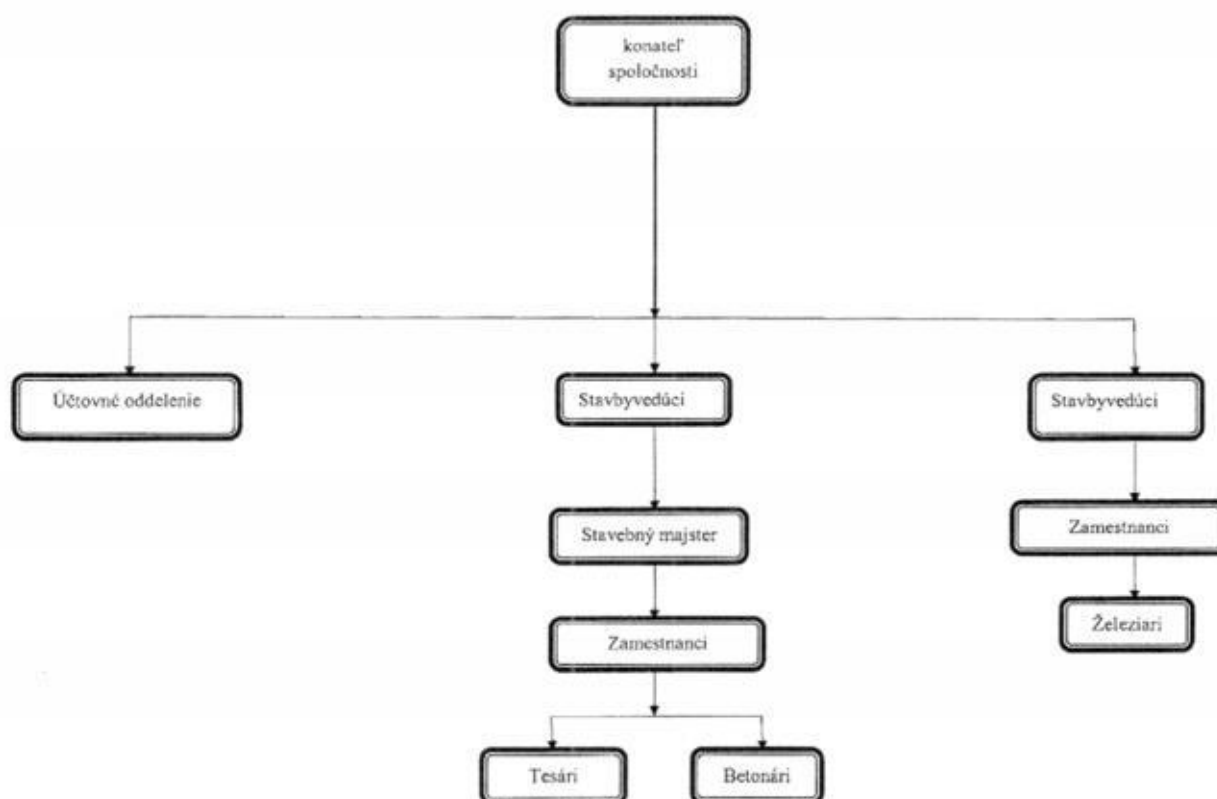 konateľ
spoločnosti
Účtovné oddelenie
Stavbyvedúci
Stavbyvedúci
Stavebný majster
Zamestnanci
Zamestnanci
Železiari
Tesári
Betonári